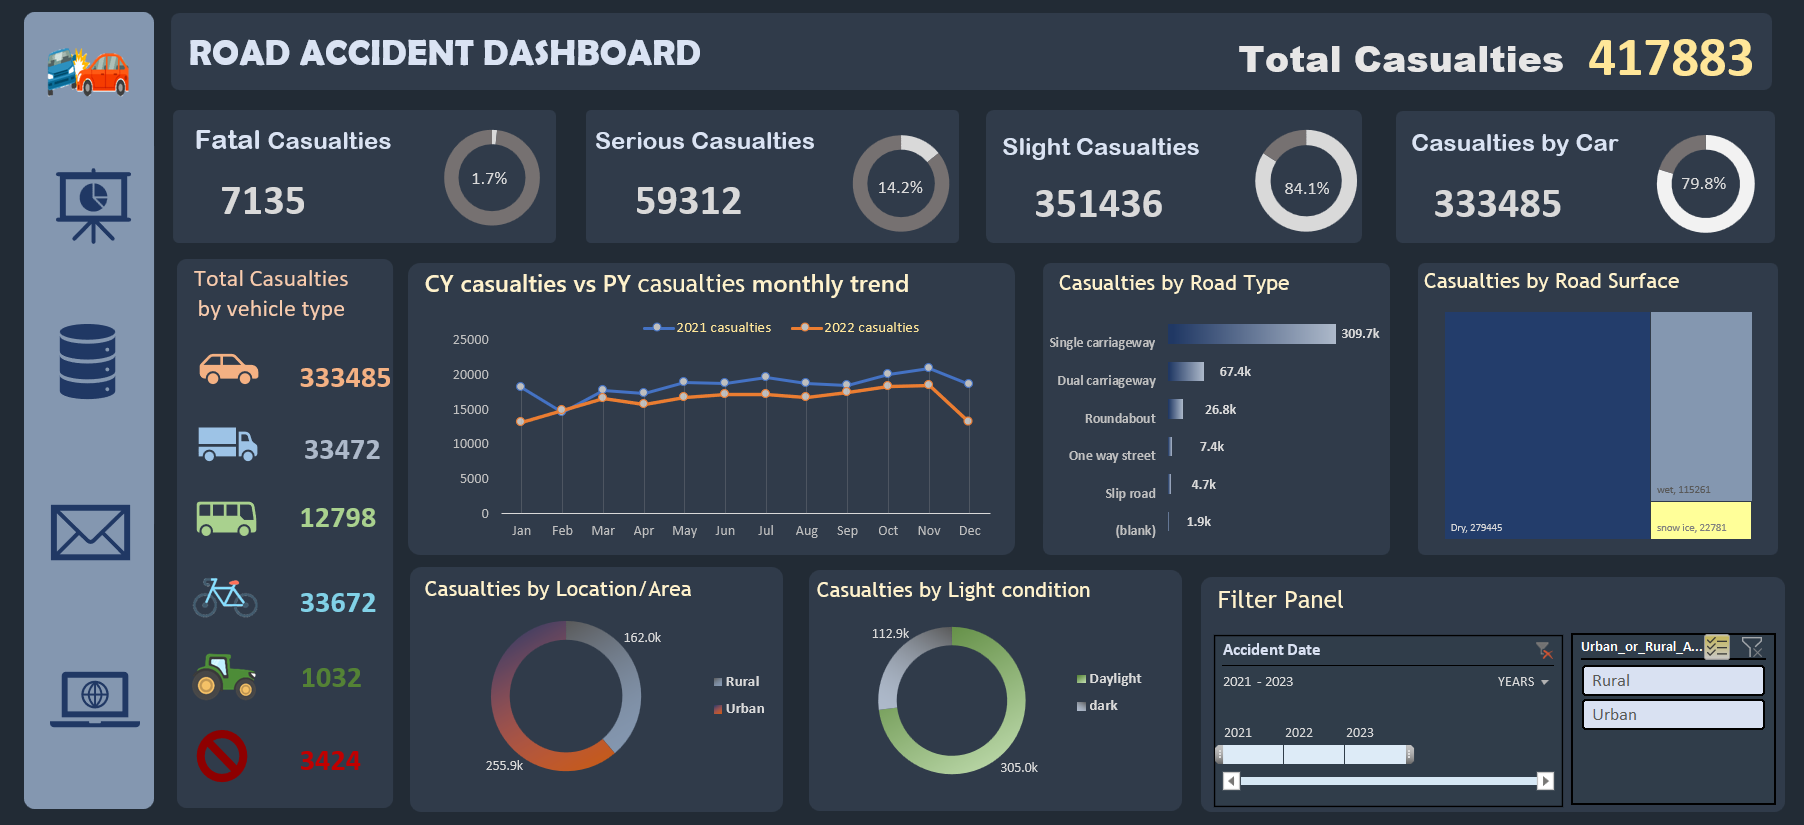 ROAD ACCIDENT DASHBOARD
Total Casualties 417883
Fatal Casualties
7135
1.7%
Serious Casualties
59312
14.2%
Slight Casualties
351436
84.1%
Casualties by Car
333485
79.8%
Total Casualties
by vehicle type
333485
33472
12798
33672
1032
3424
CY casualties vs PY casualties monthly trend
2021 casualties 2022 casualties
25000
20000
15000
10000
5000
0
Jan Feb Mar Apr May Jun Jul Aug Sep Oct Nov Dec
Casualties by Road Type
Single carriageway 309.7k
Dual carriageway 67.4k
Roundabout 26.8k
One way street 7.4k
Slip road 4.7k
(blank) 1.9k
Casualties by Road Surface
wet, 115261
Dry, 279445
snow ice, 22781
Casualties by Location/Area
162.0k
Rural
Urban
255.9k
Casualties by Light condition
112.9k
Daylight
dark
305.0k
Filter Panel
Accident Date
2021 - 2023
YEARS
2021 2022 2023
Urban_or_Rural_A...
Rural
Urban